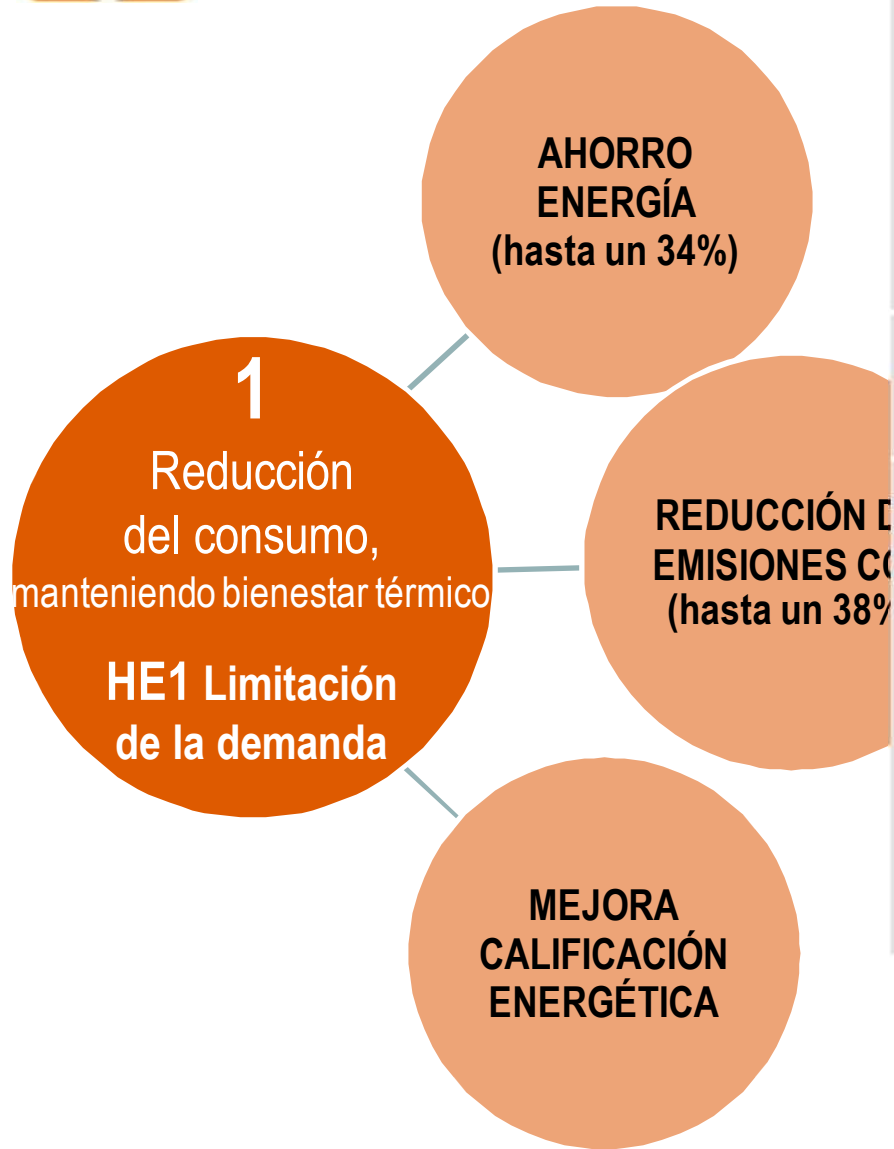 AHORRO
ENERGÍA
(hasta un 34%)
1
Reducción
del consumo,
manteniendo bienestar térmico
HE1 Limitación
de la demanda
REDUCCIÓN
EMISIONES
(hasta un 38%
MEJORA
CALIFICACIÓN
ENERGÉTICA